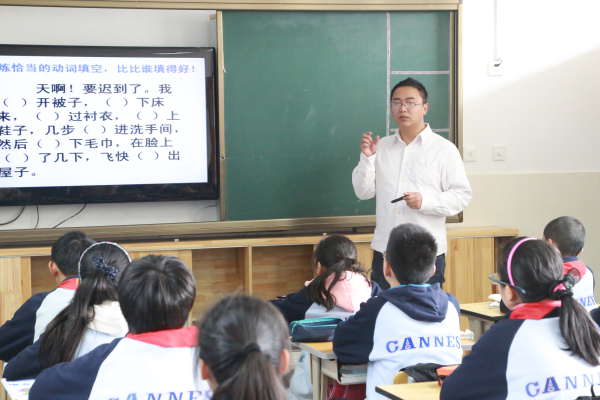 炼恰当的动词填空，比比谁填得好！
天啊！要迟到了。我
（ ）开被子，（ ）下床
来，（ ）过衬衣，（ ）上
鞋子，几步（ ）进洗手间，
然后（ ）下毛巾，在脸上
（ ）了几下，飞快（ ）出
屋子。
CANNES
CANNES
CANNES